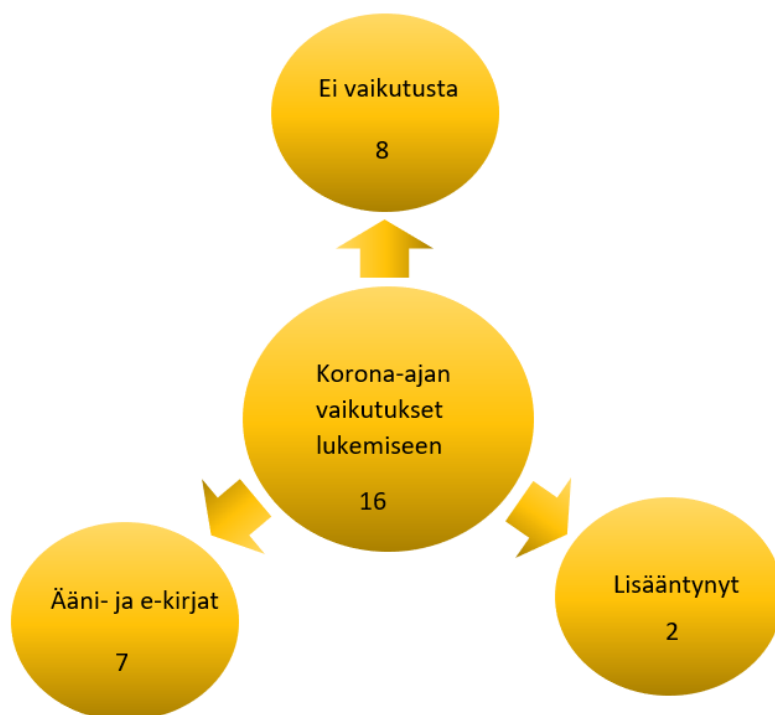 Ei vaikutusta
8
Korona-ajan
vaikutukset
lukemiseen
16
Ääni- ja e-kirjat
7
Lisääntynyt
2